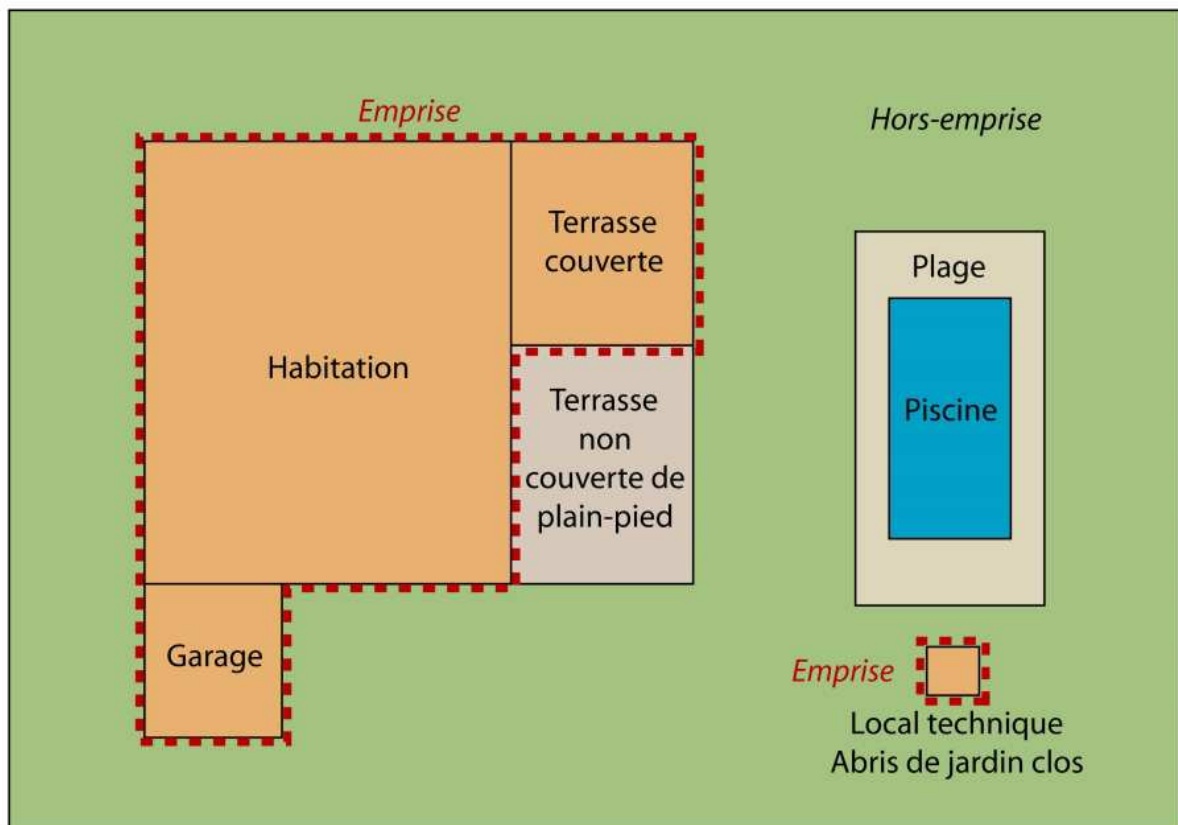 Emprise
Hors-emprise
Terrasse
couverte
Plage
Habitation
Terrasse
non
couverte de
plain-pied
Piscine
Garage
Emprise
Local technique
Abris de jardin clos